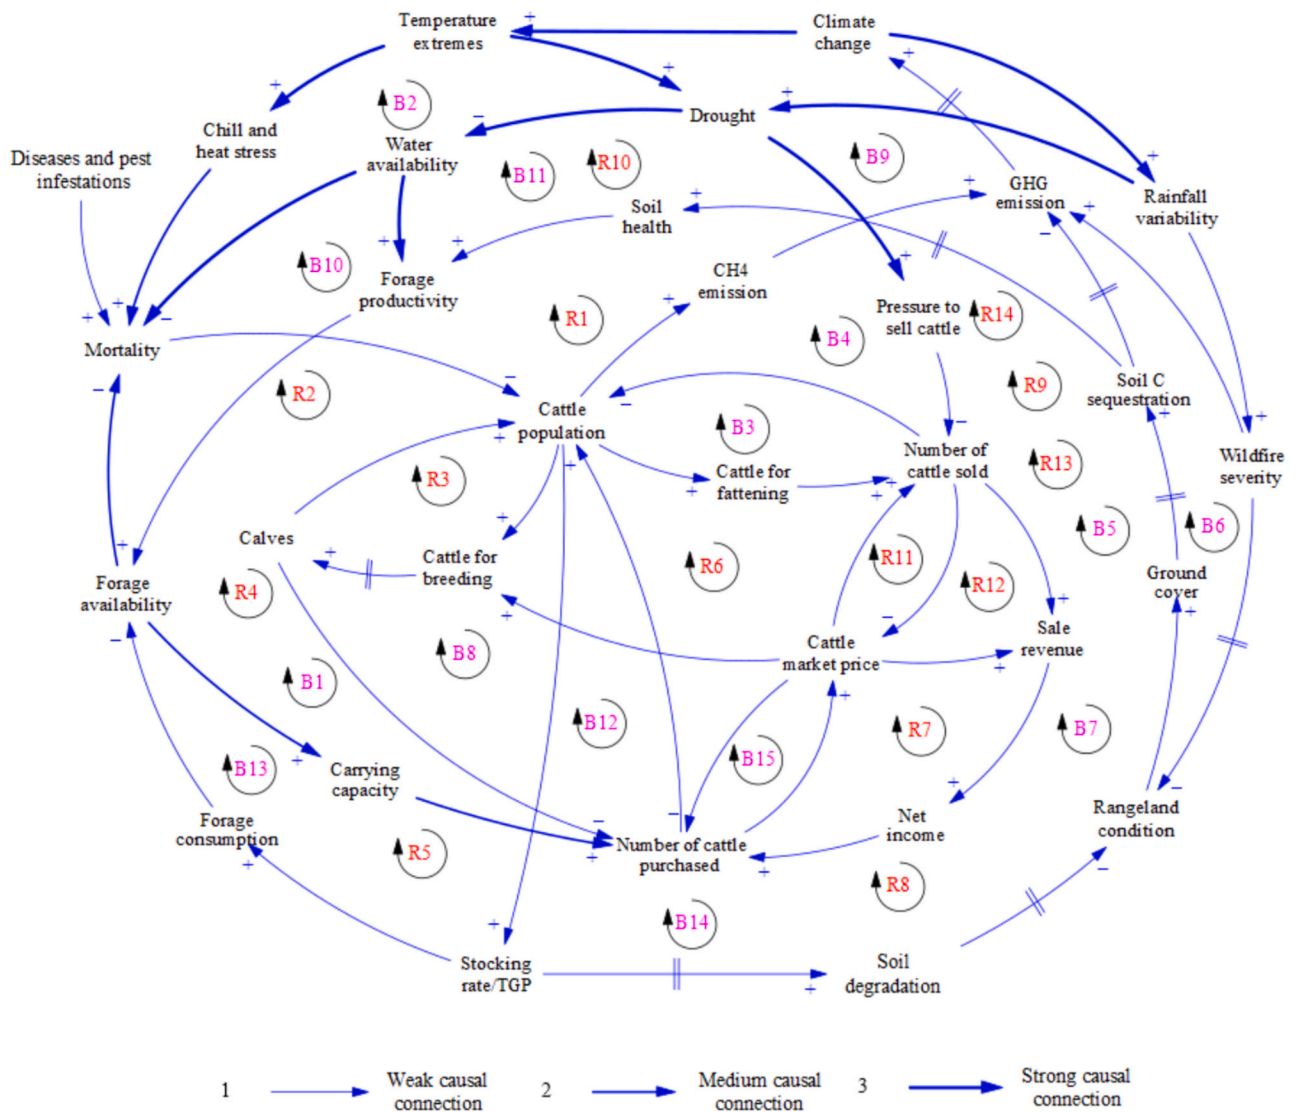 Temperature
extremes
Climate
change
Chill and
heat stress
B2
Water
availability
Drought
Diseases and pest
infestations
B11
R10
B9
GHG
emission
Rainfall
variability
Soil
health
B10
Forage
productivity
CH4
emission
R1
Pressure to
sell cattle
R14
B4
Mortality
R2
R9
Soil C
sequestration
Cattle
population
B3
Number of
cattle sold
R13
Wildfire
severity
R3
Cattle for
fattening
Calves
Cattle for
breeding
R6
R11
R12
B5
B6
Ground
cover
Forage
availability
R4
B8
Cattle
market price
Sale
revenue
B1
B12
B15
R7
B7
B13
Carrying
capacity
Forage
consumption
R5
Number of cattle
purchased
Net
income
Rangeland
condition
R8
B14
Stocking
rate/TGP
Soil
degradation
1
Weak causal
connection
2
Medium causal
connection
3
Strong causal
connection